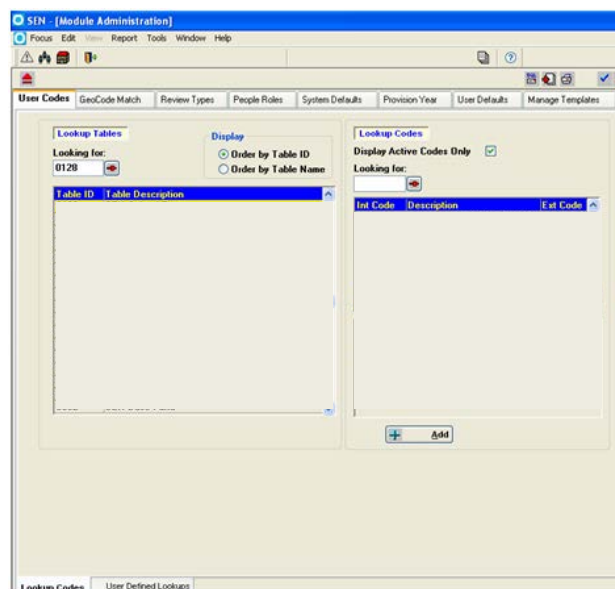 SEN - [Module Administration]
Focus Edit View Report Tools Window Help
User Codes GeoCode Match Review Types People Roles System Defaults Provision Year User Defaults Manage Templates
Lookup Tables
Display
Looking for:
0128
Order by Table ID
Order by Table Name
Table ID Table Description
Lookup Codes
Display Active Codes Only
Looking for:
Int Code Description Ext Code
Add
Lookup Codes User Defined Lookups